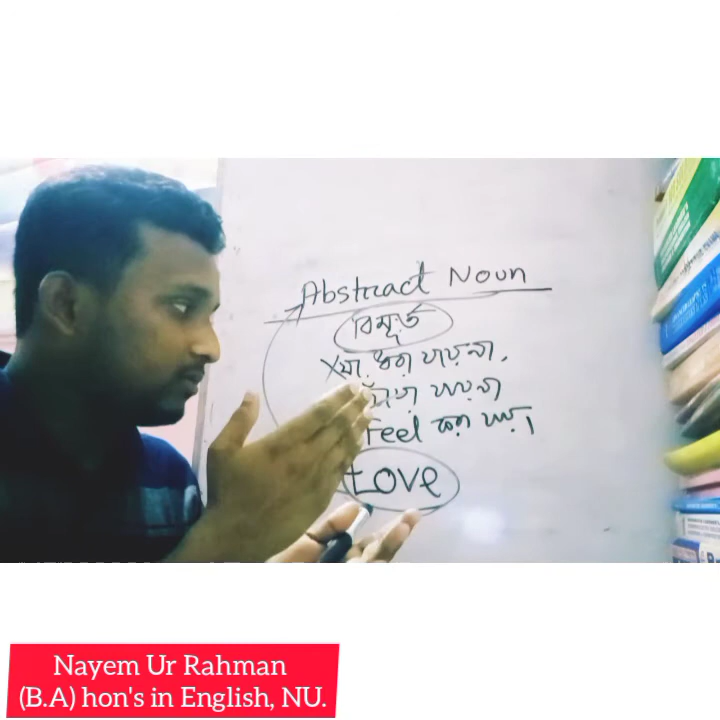 Abstract Noun
বিমূর্ত
যা ধরা যায় না,
যায় না
Feel করা যায়।
Love
Nayem Ur Rahman
(B.A) hon's in English, NU.